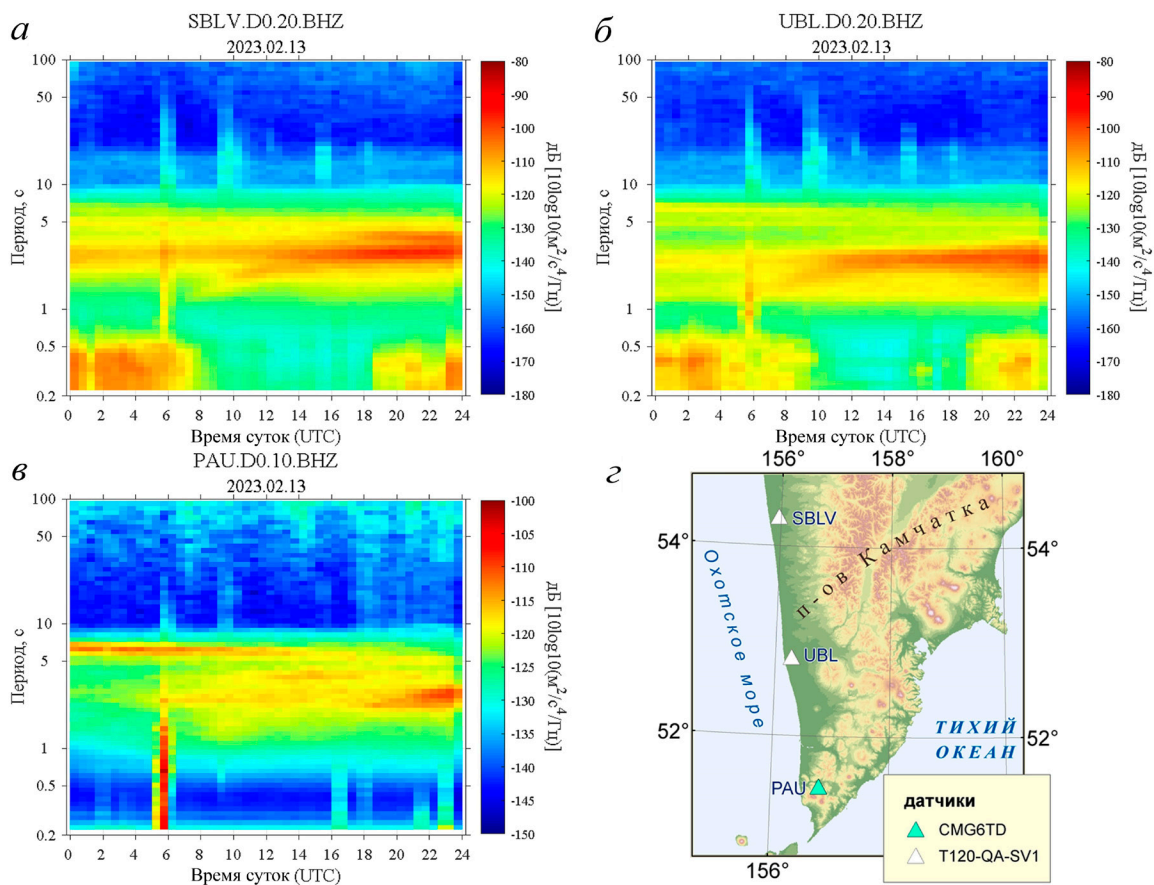 а
SBLV.D0.20.BHZ
2023.02.13
Период, с
100
50
10
5
1
0.5
0.2
0 2 4 6 8 10 12 14 16 18 20 22 24
Время суток (UTC)
-80
-90
-100
-110
-120
-130
-140
-150
-160
-170
-180
дБ [10log10(м²/с⁴/Гц)]
б
UBL.D0.20.BHZ
2023.02.13
Период, с
100
50
10
5
1
0.5
0.2
0 2 4 6 8 10 12 14 16 18 20 22 24
Время суток (UTC)
-80
-90
-100
-110
-120
-130
-140
-150
-160
-170
-180
дБ [10log10(м²/с⁴/Гц)]
в
PAU.D0.10.BHZ
2023.02.13
Период, с
100
50
10
5
1
0.5
0.2
0 2 4 6 8 10 12 14 16 18 20 22 24
Время суток (UTC)
-100
-105
-110
-115
-120
-125
-130
-135
-140
-145
-150
дБ [10log10(м²/с⁴/Гц)]
г
156° 158° 160°
SBLV
54° 54°
п-ов Камчатка
Охотское море
UBL
52° 52°
ТИХИЙ
ОКЕАН
PAU
156°
датчики
CMG6TD
T120-QA-SV1